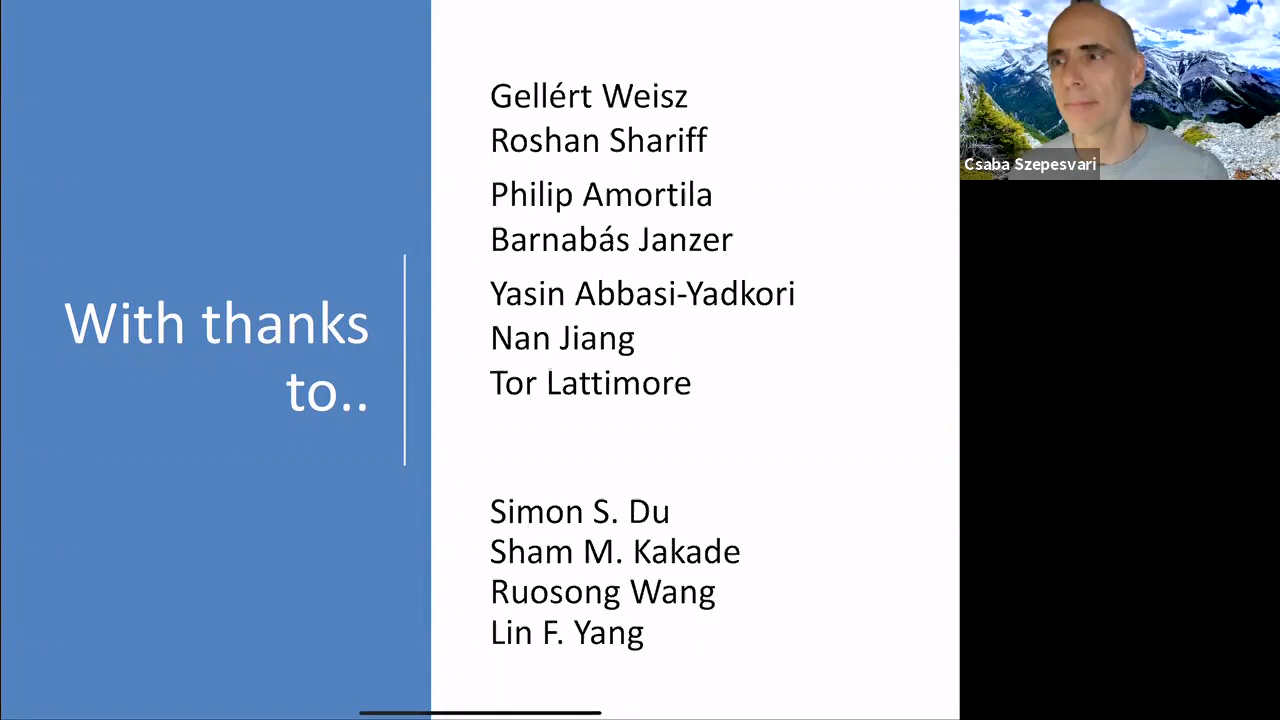 With thanks
to..
Gellért Weisz
Roshan Shariff
Philip Amortila
Barnabás Janzer
Yasin Abbasi-Yadkori
Nan Jiang
Tor Lattimore
Simon S. Du
Sham M. Kakade
Ruosong Wang
Lin F. Yang
Csaba Szepesvari